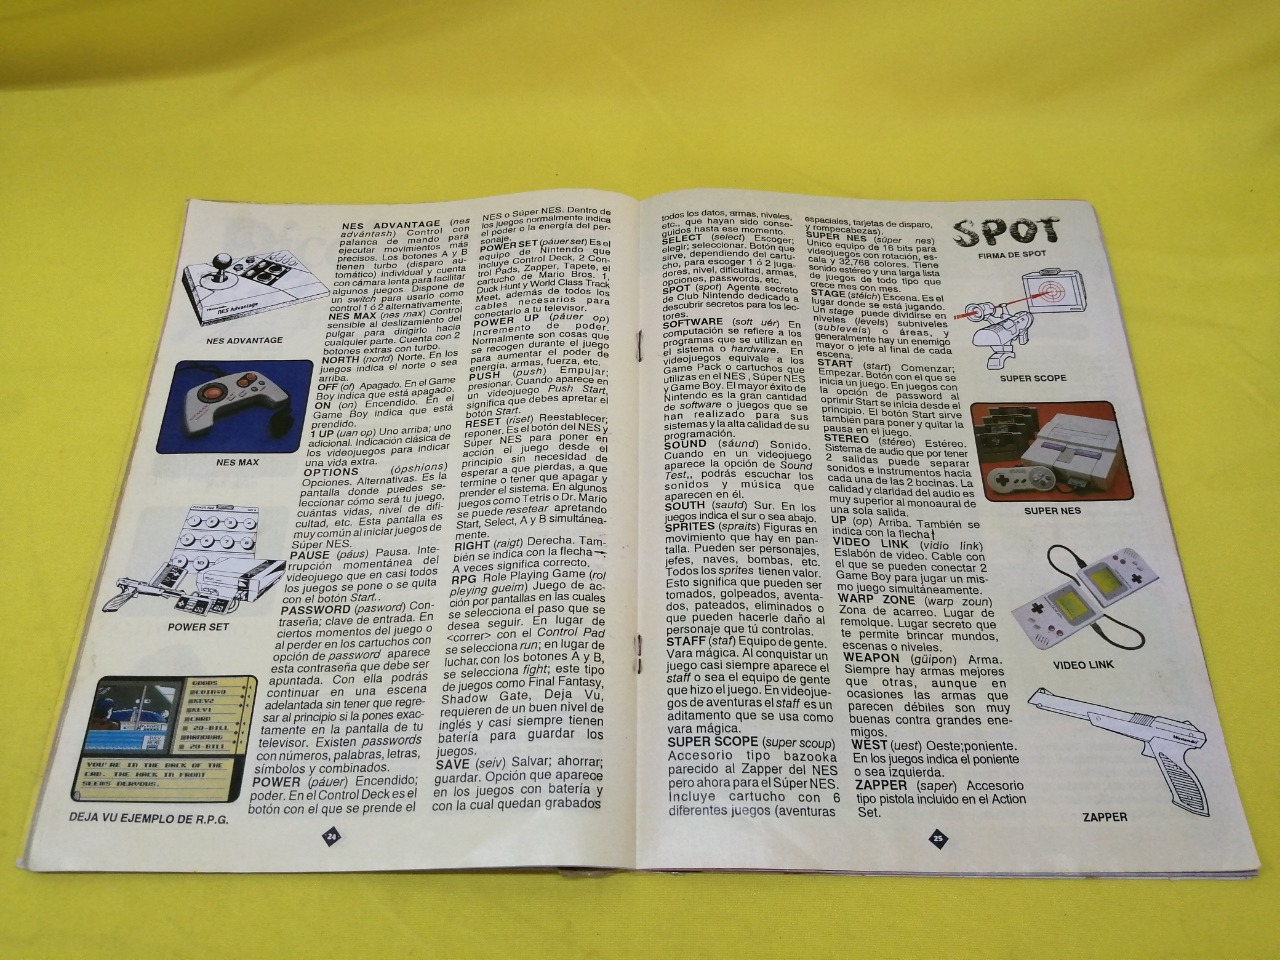 NES ADVANTAGE
NES MAX
POWER SET
GOODS
YOU'RE IN THE BACK OF THE
CAB. THE HACK IN FRONT
SEEMS NERVOUS.
DEJA VU EJEMPLO DE R.P.G.
NES ADVANTAGE (nes
advántash) Control con
palanca de mando para
ejecutar movimientos más
precisos. Los botones A y B
tienen turbo (disparo au-
tomático) individual y cuenta
con cámara lenta para facilitar
algunos juegos. Dispone de
un switch para usarlo como
control 1 ó 2 alternativamente.
NES MAX (nes max) Control
sensible al deslizamiento del
pulgar para dirigirlo hacia
cualquier parte. Cuenta con 2
botones extras con turbo.
NORTH (nortd) Norte. En los
juegos indica el norte o sea
arriba.
OFF (of) Apagado. En el Game
Boy indica que está apagado.
ON (on) Encendido. En el
Game Boy indica que está
prendido.
1 UP (uan op) Uno arriba; uno
adicional. Indicación clásica de
los videojuegos para indicar
una vida extra.
OPTIONS (ópshions)
Opciones. Alternativas. Es la
pantalla donde puedes se-
leccionar cómo será tu juego,
cuántas vidas, nivel de difi-
cultad, etc. Esta pantalla es
muy común al iniciar juegos de
Súper NES.
PAUSE (páus) Pausa. Inte-
rrupción momentánea del
videojuego que en casi todos
los juegos se pone o se quita
con el botón Start..
PASSWORD (pasword) Con-
traseña; clave de entrada. En
ciertos momentos del juego o
al perder en los cartuchos con
opción de password aparece
esta contraseña que debe ser
apuntada. Con ella podrás
continuar en una escena
adelantada sin tener que regre-
sar al principio si la pones exac-
tamente en la pantalla de tu
televisor. Existen passwords
con números, palabras, letras,
símbolos y combinados.
POWER (páuer) Encendido;
poder. En el Control Deck es el
botón con el que se prende el
NES o Súper NES. Dentro de
los juegos normalmente indica
el poder o la energía del per-
sonaje.
POWER SET (páuer set) Es el
equipo de Nintendo que
incluye Control Deck, 2 Con-
trol Pads, Zapper, Tapete, el
cartucho de Mario Bros. 1,
Duck Hunt y World Class Track
Meet, además de todos los
cables necesarios para
conectarlo a tu televisor.
POWER UP (páuer op)
Incremento de poder.
Normalmente son cosas que
se recogen durante el juego
para aumentar el poder de
energía, armas, fuerza, etc.
PUSH (push) Empujar;
presionar. Cuando aparece en
un videojuego Push Start,
significa que debes apretar el
botón Start.
RESET (riset) Reestablecer;
reponer. Es el botón del NES y
Súper NES para poner en
acción el juego desde el
principio sin necesidad de
esperar a que pierdas, a que
termine o tener que apagar y
prender el sistema. En algunos
juegos como Tetris o Dr. Mario
se puede resetear apretando
Start, Select, A y B simultánea-
mente.
RIGHT (raigt) Derecha. Tam-
bién se indica con la flecha →.
A veces significa correcto.
RPG Role Playing Game (rol
pleying gueim) Juego de ac-
ción por pantallas en las cuales
se selecciona el paso que se
desea seguir. En lugar de
<correr> con el Control Pad
se selecciona run; en lugar de
luchar, con los botones A y B,
se selecciona fight; este tipo
de juegos como Final Fantasy,
Shadow Gate, Deja Vu,
requieren de un buen nivel de
inglés y casi siempre tienen
batería para guardar los
juegos.
SAVE (seiv) Salvar; ahorrar;
guardar. Opción que aparece
en los juegos con batería y
con la cual quedan grabados
24
todos los datos, armas, niveles,
etc., que hayan sido conse-
guidos hasta ese momento.
SELECT (select) Escoger;
elegir; seleccionar. Botón que
sirve, dependiendo del cartu-
cho, para escoger 1 ó 2 juga-
dores, nivel, dificultad, armas,
opciones, passwords, etc.
SPOT (spot) Agente secreto
de Club Nintendo dedicado a
descubrir secretos para los lec-
tores.
SOFTWARE (soft uér) En
computación se refiere a los
programas que se utilizan en
el sistema o hardware. En
videojuegos equivale a los
Game Pack o cartuchos que
utilizas en el NES , Súper NES
y Game Boy. El mayor éxito de
Nintendo es la gran cantidad
de software o juegos que se
han realizado para sus
sistemas y la alta calidad de su
programación.
SOUND (sáund) Sonido.
Cuando en un videojuego
aparece la opción de Sound
Test,, podrás escuchar los
sonidos y música que
aparecen en él.
SOUTH (sautd) Sur. En los
juegos indica el sur o sea abajo.
SPRITES (spraits) Figuras en
movimiento que hay en pan-
talla. Pueden ser personajes,
jefes, naves, bombas, etc.
Todos los sprites tienen valor.
Esto significa que pueden ser
tomados, golpeados, aventa-
dos, pateados, eliminados o
que pueden hacerle daño al
personaje que tú controlas.
STAFF (staf) Equipo de gente.
Vara mágica. Al conquistar un
juego casi siempre aparece el
staff o sea el equipo de gente
que hizo el juego. En videojue-
gos de aventuras el staff es un
aditamento que se usa como
vara mágica.
SUPER SCOPE (super scoup)
Accesorio tipo bazooka
parecido al Zapper del NES
pero ahora para el Súper NES.
Incluye cartucho con 6
diferentes juegos (aventuras
espaciales, tarjetas de disparo,
y rompecabezas).
SUPER NES (súper nes)
Unico equipo de 16 bits para
videojuegos con rotación, es-
cala y 32,768 colores. Tiene
sonido estéreo y una larga lista
de juegos de todo tipo que
crece mes con mes.
STAGE (stéich) Escena. Es el
lugar donde se está jugando.
Un stage puede dividirse en
niveles (levels) subniveles
(sublevels) o áreas, y
generalmente hay un enemigo
mayor o jefe al final de cada
escena.
START (start) Comenzar;
Empezar. Botón con el que se
inicia un juego. En juegos con
la opción de password al
oprimir Start se inicia desde el
principio. El botón Start sirve
también para poner y quitar la
pausa en el juego.
STEREO (stéreo) Estéreo.
Sistema de audio que por tener
2 salidas puede separar
sonidos e instrumentos hacia
cada una de las 2 bocinas. La
calidad y claridad del audio es
muy superior al monoaural de
una sola salida.
UP (op) Arriba. También se
indica con la flecha ↑
VIDEO LINK (vidio link)
Eslabón de video. Cable con
el que se pueden conectar 2
Game Boy para jugar un mis-
mo juego simultáneamente.
WARP ZONE (warp zoun)
Zona de acarreo. Lugar de
remolque. Lugar secreto que
te permite brincar mundos,
escenas o niveles.
WEAPON (güipon) Arma.
Siempre hay armas mejores
que otras, aunque en
ocasiones las armas que
parecen débiles son muy
buenas contra grandes ene-
migos.
WEST (uest) Oeste;poniente.
En los juegos indica el poniente
o sea izquierda.
ZAPPER (saper) Accesorio
tipo pistola incluido en el Action
Set.
SPOT
FIRMA DE SPOT
SUPER SCOPE
SUPER NES
VIDEO LINK
ZAPPER
25